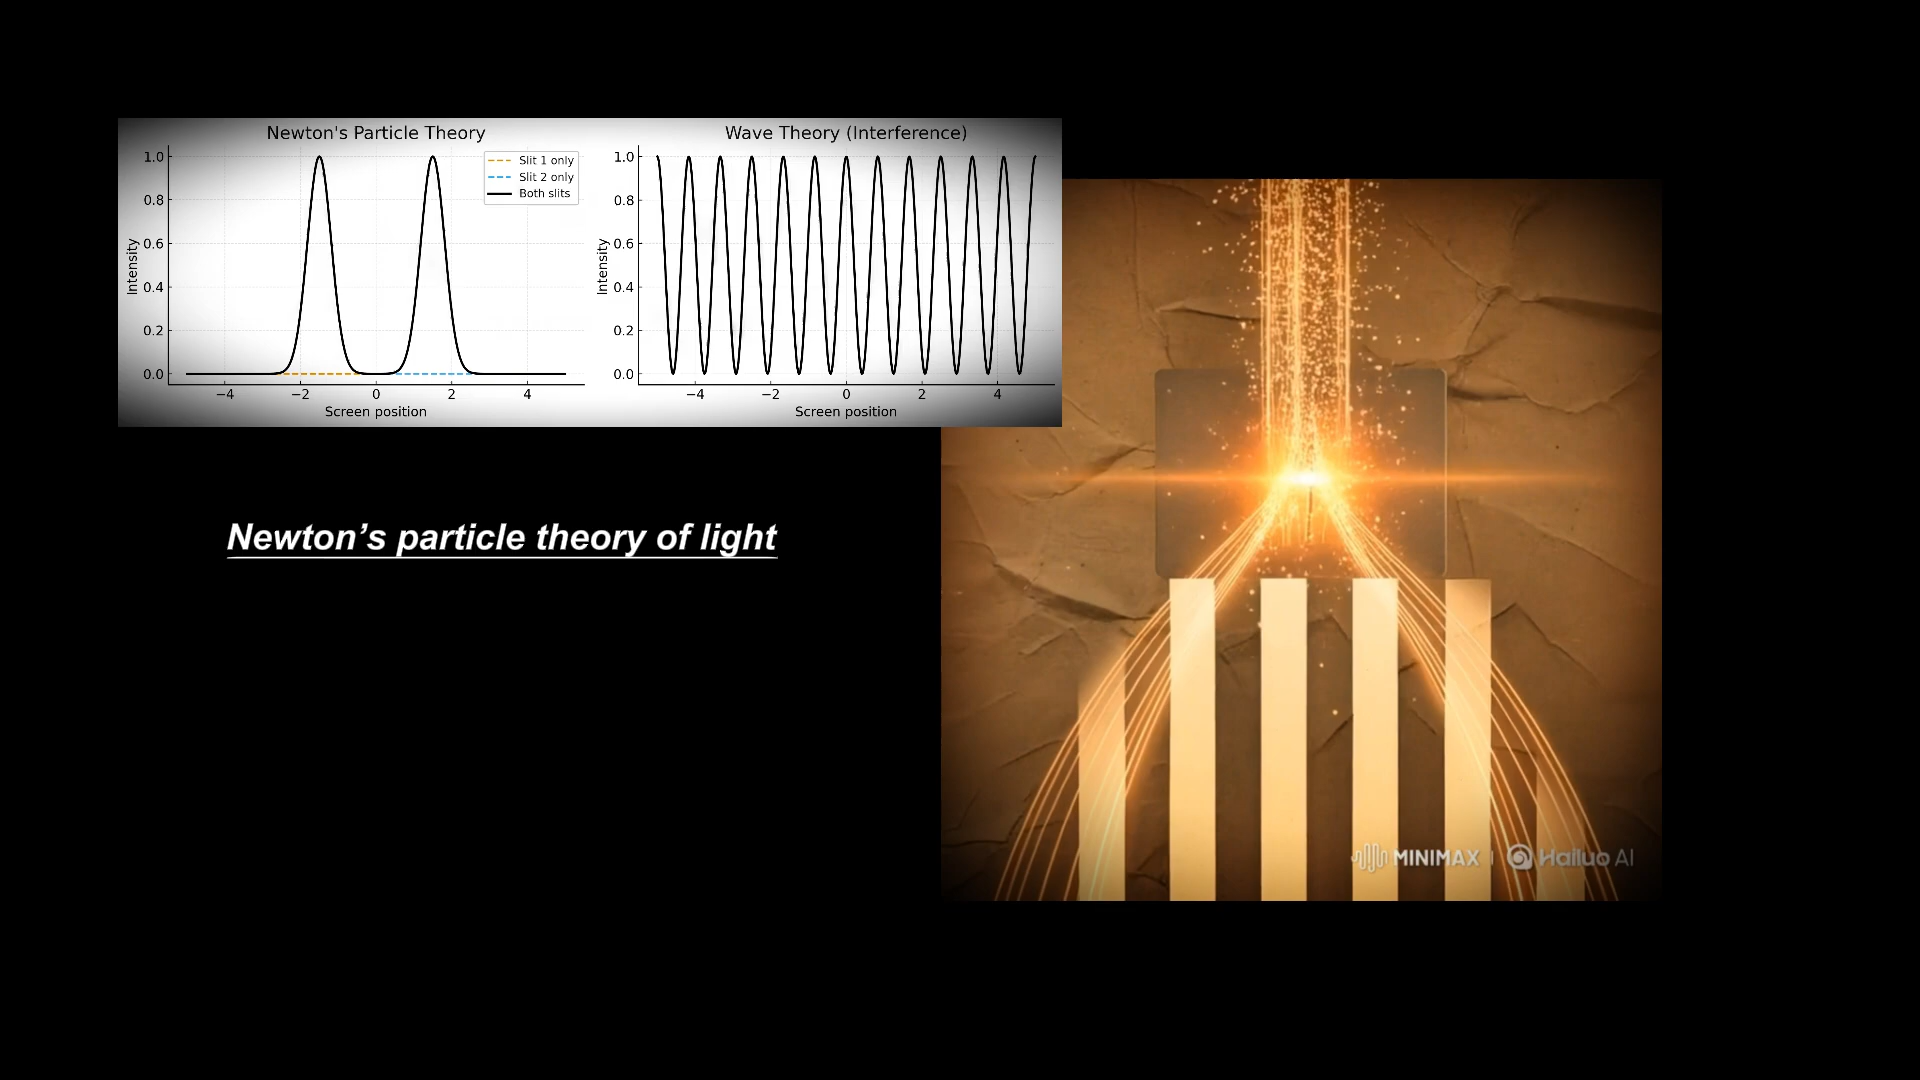 Newton's Particle Theory
Slit 1 only
Slit 2 only
Both slits
Intensity
1.0
0.8
0.6
0.4
0.2
0.0
−4 −2 0 2 4
Screen position
Wave Theory (Interference)
Intensity
1.0
0.8
0.6
0.4
0.2
0.0
−4 −2 0 2 4
Screen position
Newton’s particle theory of light
MINIMAX | Hailuo AI